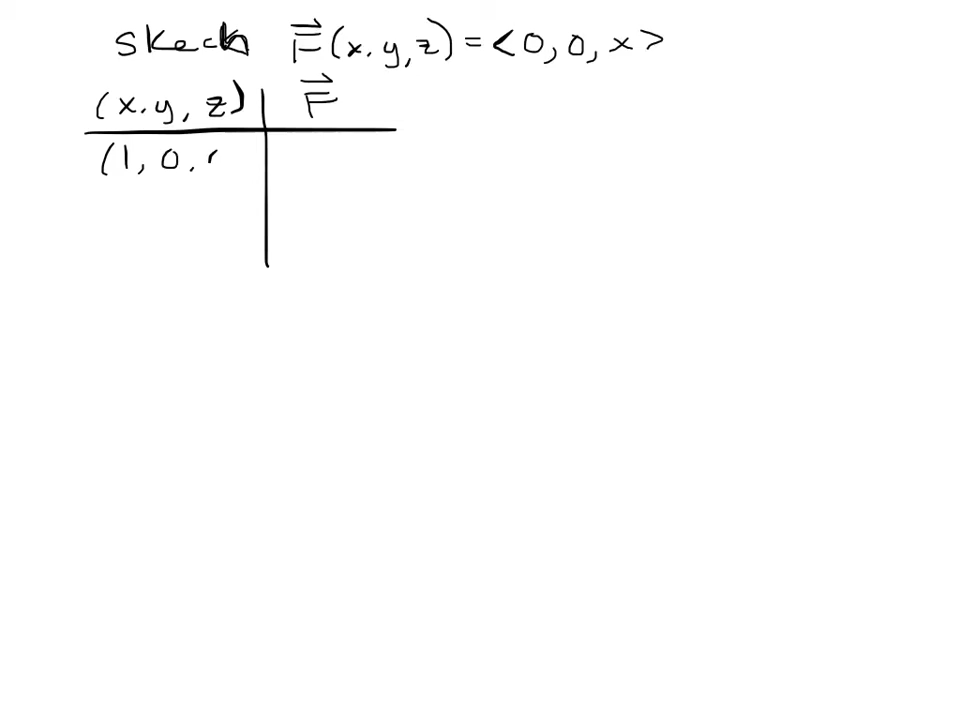 skech F⃗(x.y,z) = <0,0,x>
(x.y, z) | F⃗
(1, 0.